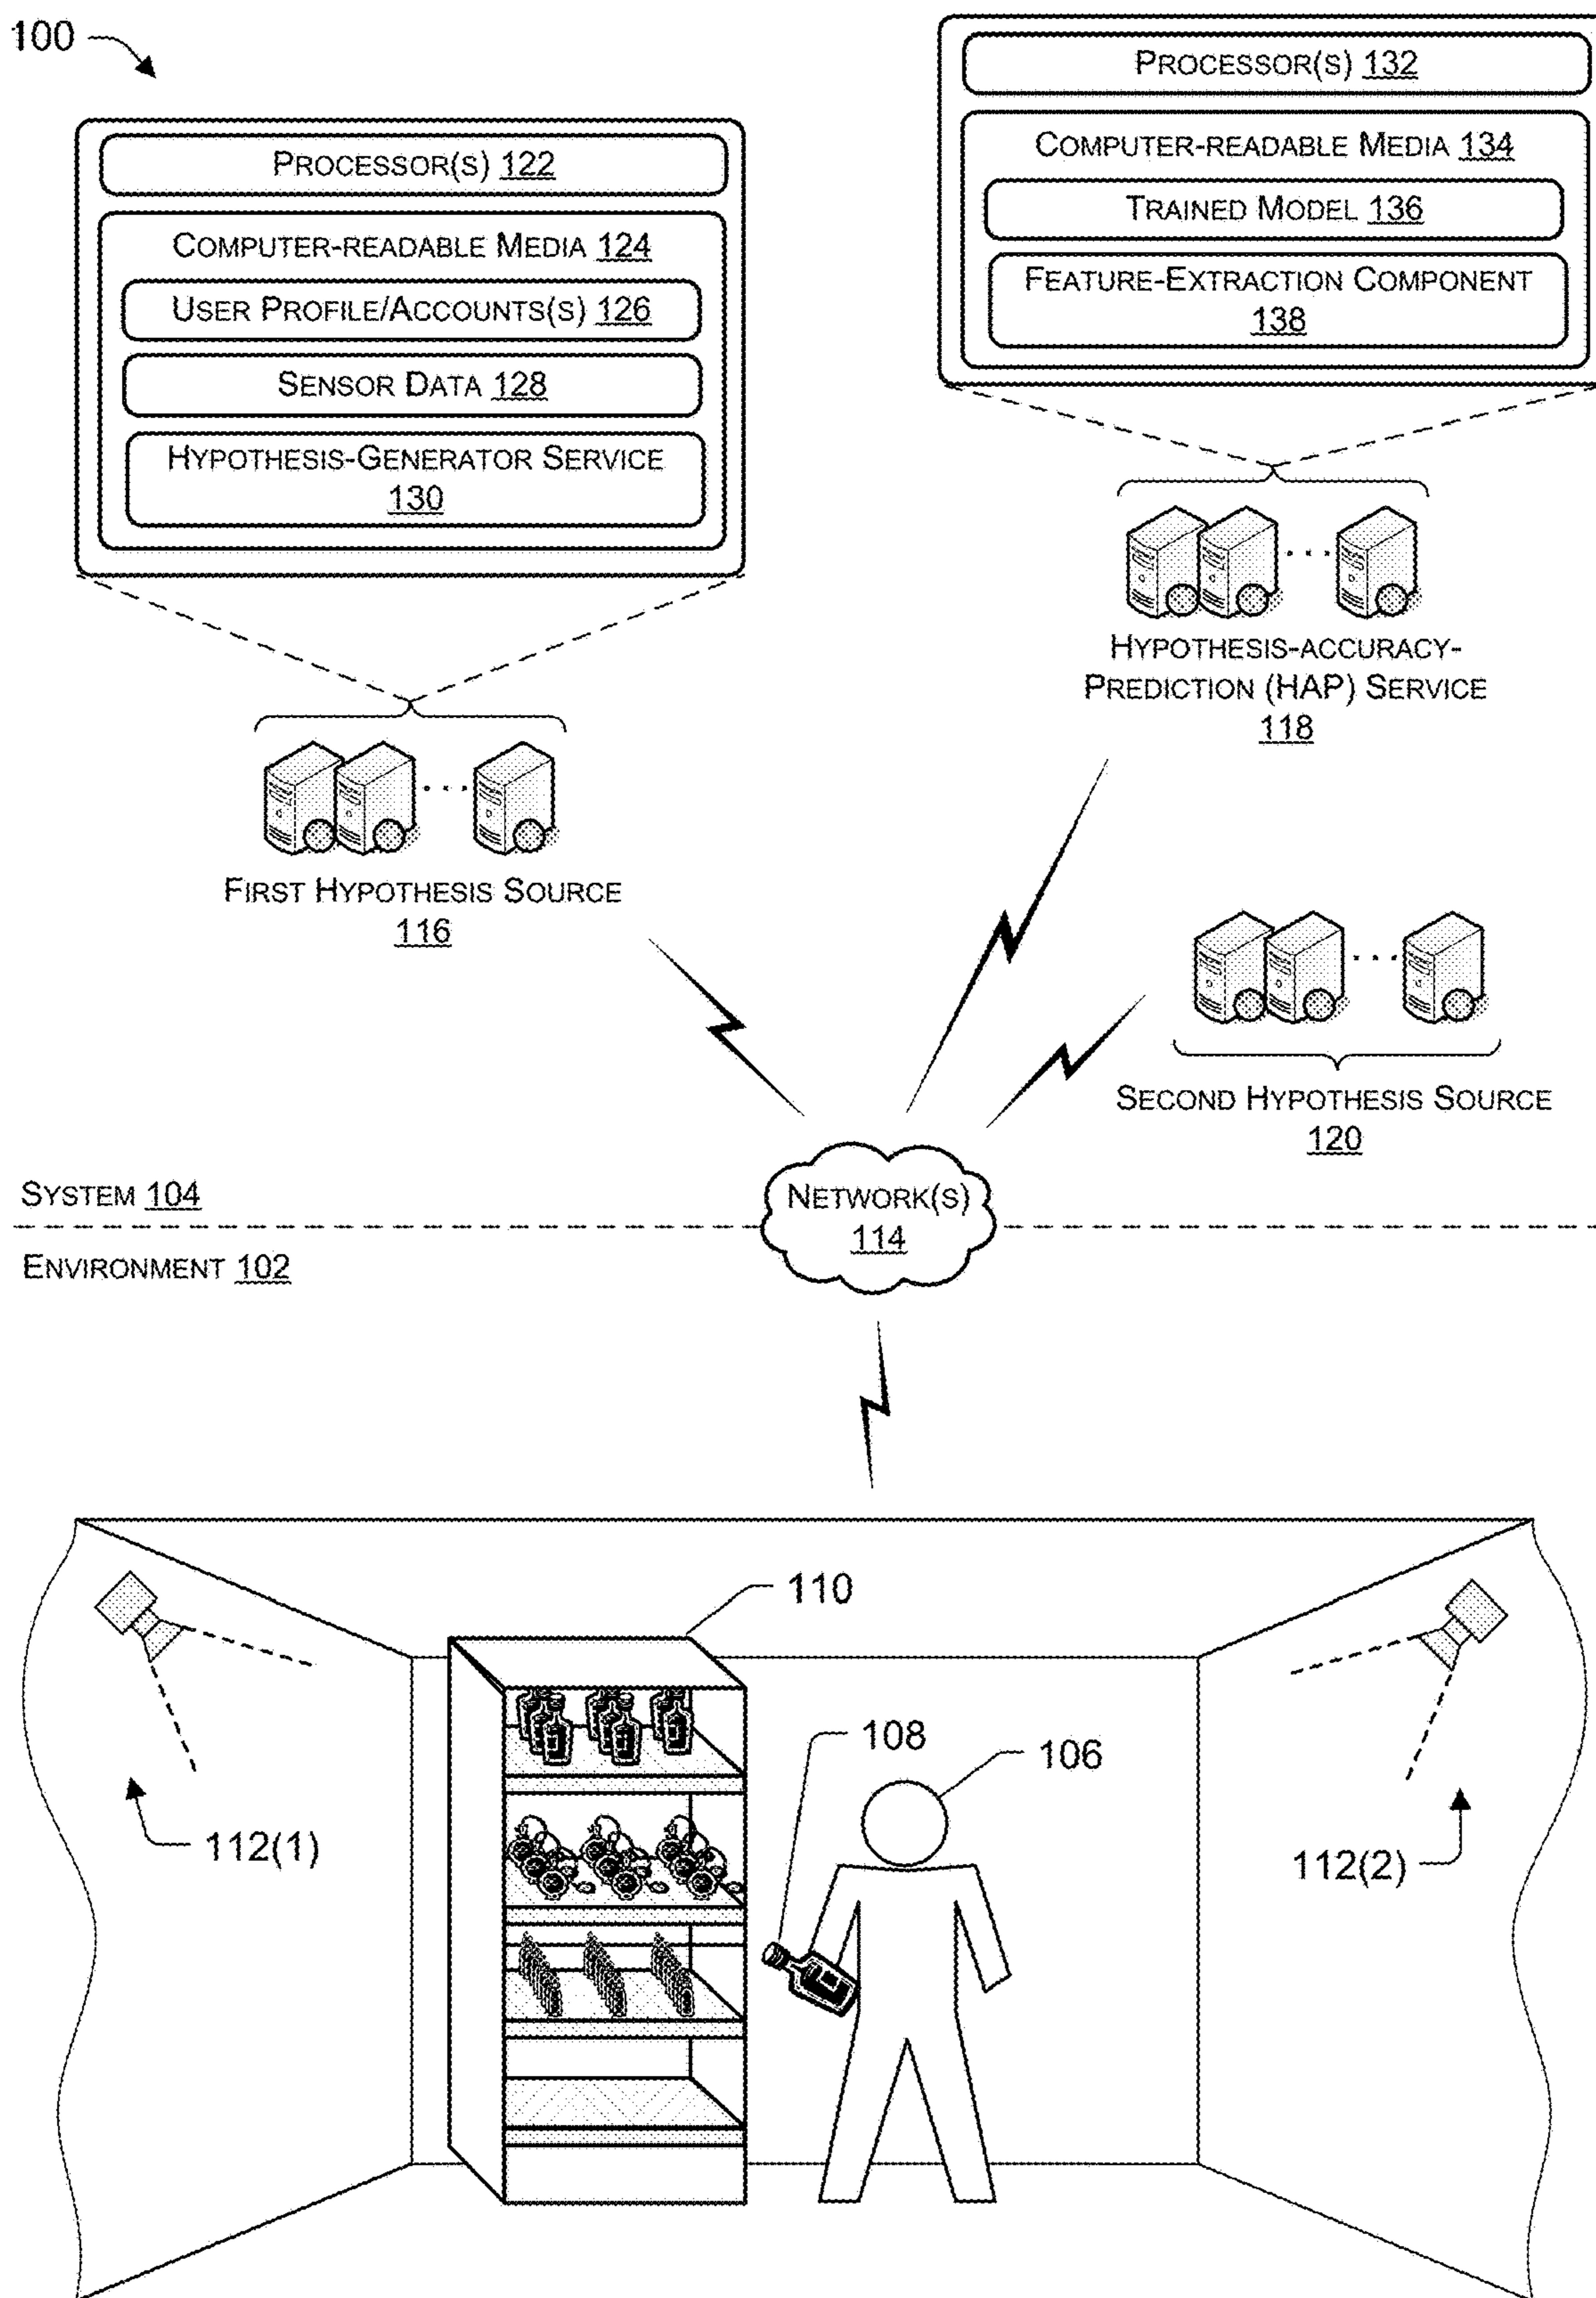 100
PROCESSOR(S) 122
COMPUTER-READABLE MEDIA 124
USER PROFILE/ACCOUNTS(S) 126
SENSOR DATA 128
HYPOTHESIS-GENERATOR SERVICE
130
FIRST HYPOTHESIS SOURCE
116
PROCESSOR(S) 132
COMPUTER-READABLE MEDIA 134
TRAINED MODEL 136
FEATURE-EXTRACTION COMPONENT
138
HYPOTHESIS-ACCURACY-
PREDICTION (HAP) SERVICE
118
SECOND HYPOTHESIS SOURCE
120
SYSTEM 104
NETWORK(S)
114
ENVIRONMENT 102
110
108
106
112(1)
112(2)